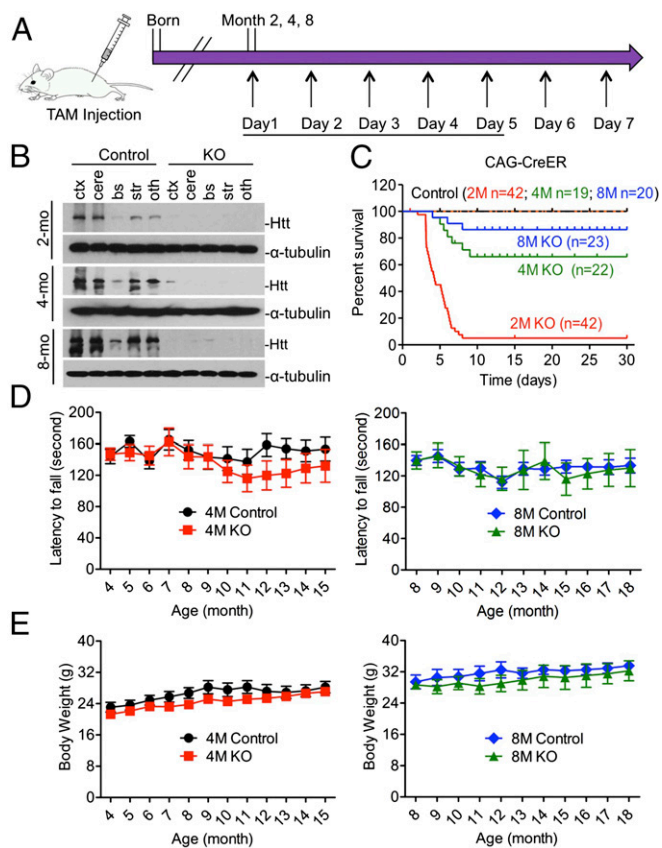 A
Born
Month 2, 4, 8
TAM Injection
Day1 Day 2 Day 3 Day 4 Day 5 Day 6 Day 7
B
Control KO
ctx cere bs str oth ctx cere bs str oth
2-mo
-Htt
-α-tubulin
4-mo
-Htt
-α-tubulin
8-mo
-Htt
-α-tubulin
C
CAG-CreER
Control (2M n=42; 4M n=19; 8M n=20)
Percent survival
100
80
60
40
20
0
8M KO (n=23)
4M KO (n=22)
2M KO (n=42)
0 5 10 15 20 25 30
Time (days)
D
Latency to fall (second)
200
160
120
80
40
0
4M Control
4M KO
4 5 6 7 8 9 10 11 12 13 14 15
Age (month)
Latency to fall (second)
200
160
120
80
40
0
8M Control
8M KO
8 9 10 11 12 13 14 15 16 17 18
Age (month)
E
Body Weight (g)
40
32
24
16
8
0
4M Control
4M KO
4 5 6 7 8 9 10 11 12 13 14 15
Age (month)
Body Weight (g)
40
32
24
16
8
0
8M Control
8M KO
8 9 10 11 12 13 14 15 16 17 18
Age (month)